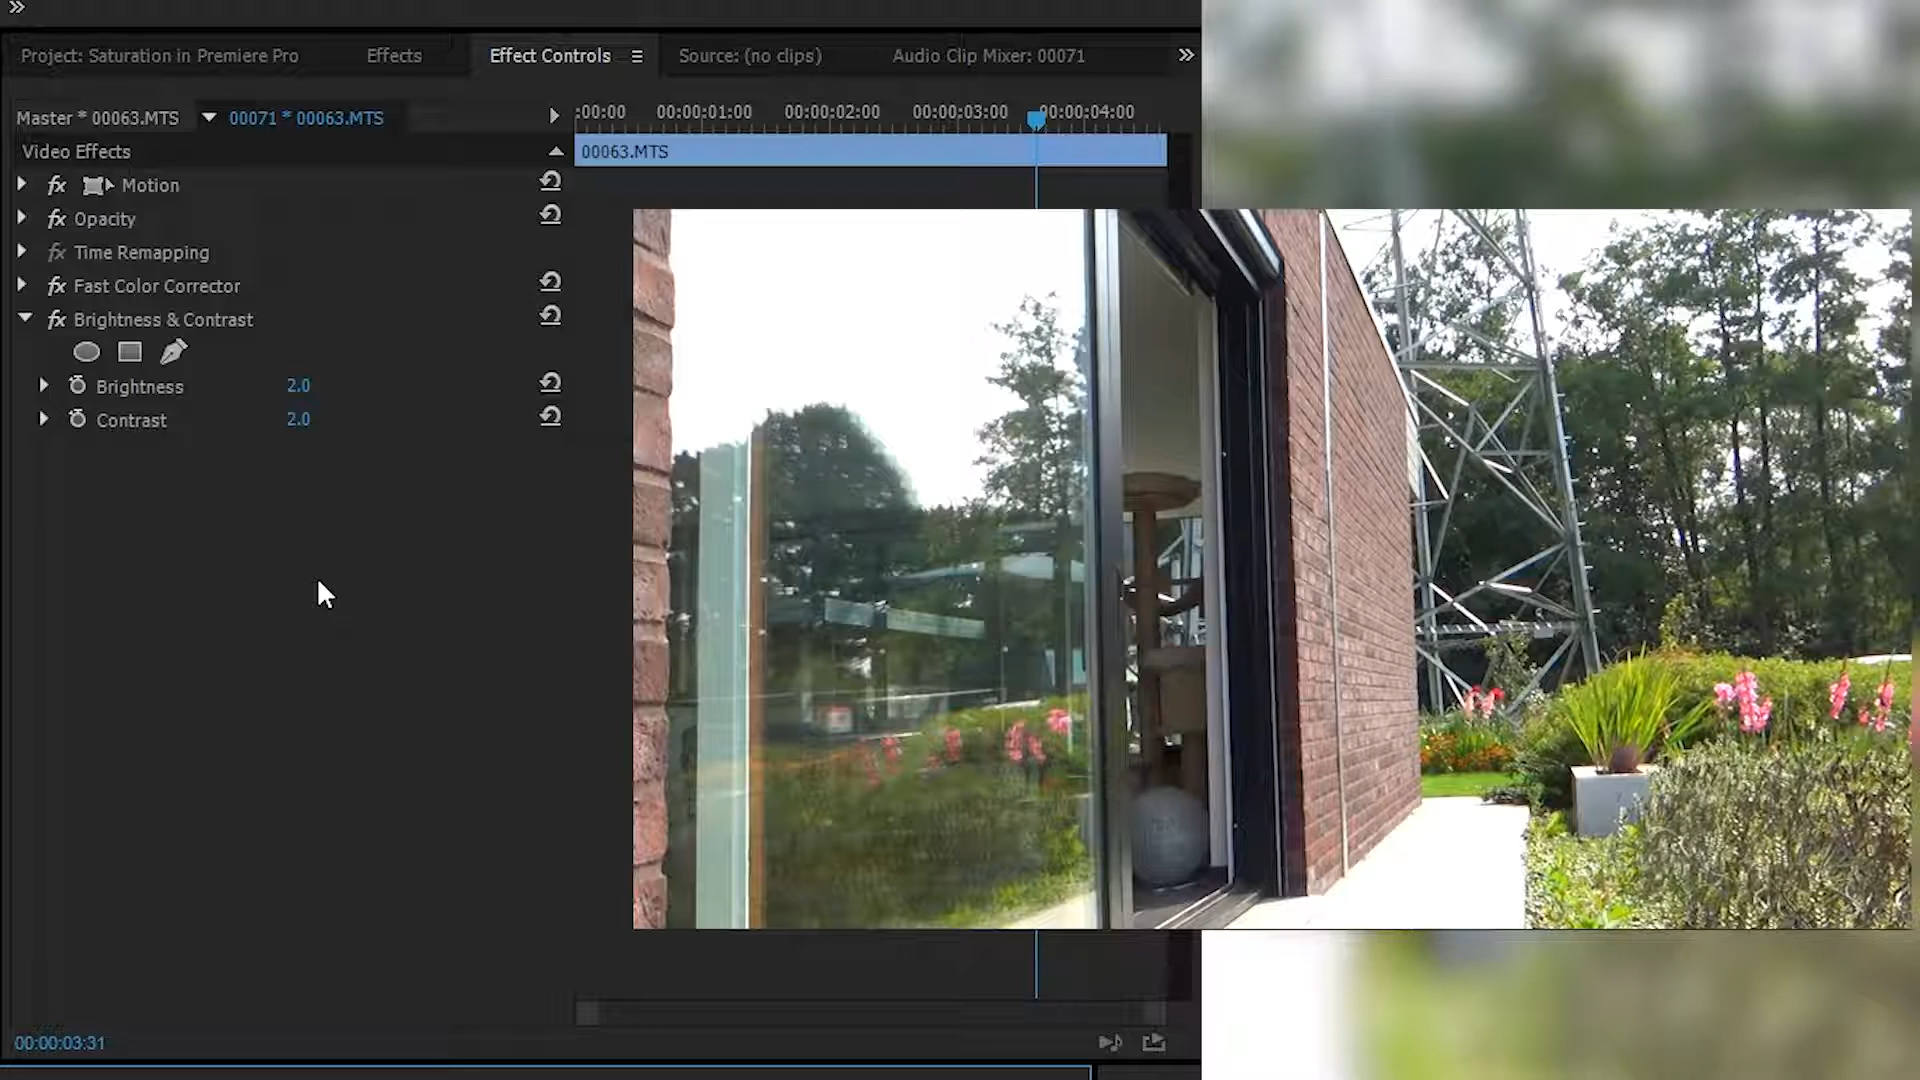 Project: Saturation in Premiere Pro Effects Effect Controls Source: (no clips) Audio Clip Mixer: 00071
Master * 00063.MTS 00071 * 00063.MTS :00:00 00:00:01:00 00:00:02:00 00:00:03:00 00:00:04:00
Video Effects 00063.MTS
fx Motion
fx Opacity
fx Time Remapping
fx Fast Color Corrector
fx Brightness & Contrast
Brightness 2.0
Contrast 2.0
00:00:03:31